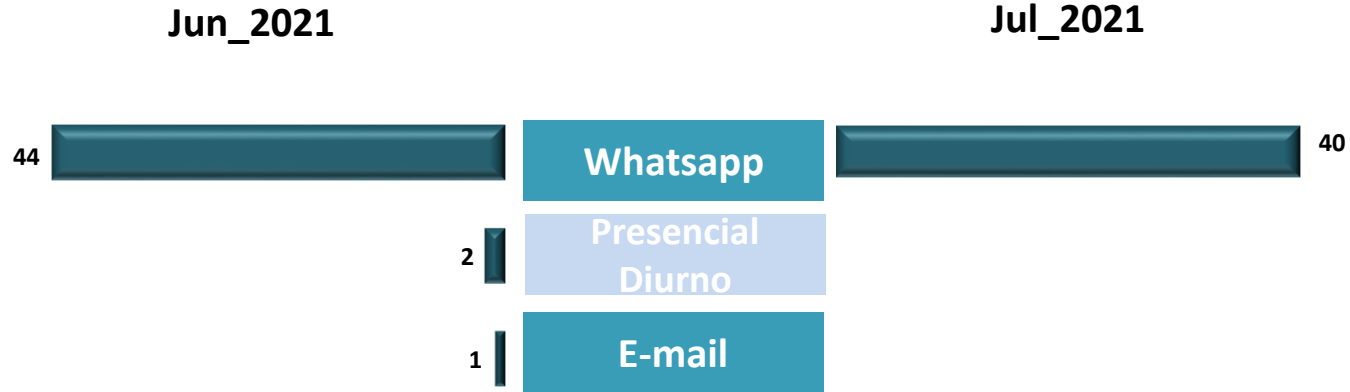 Jun_2021
Jul_2021
44
Whatsapp
40
2
Presencial
Diurno
1
E-mail